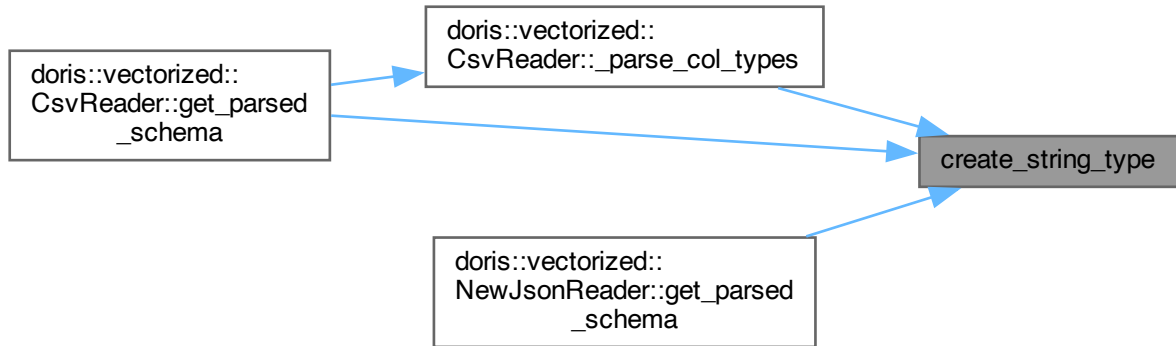 doris::vectorized::
CsvReader::get_parsed
_schema
doris::vectorized::
CsvReader::_parse_col_types
create_string_type
doris::vectorized::
NewJsonReader::get_parsed
_schema